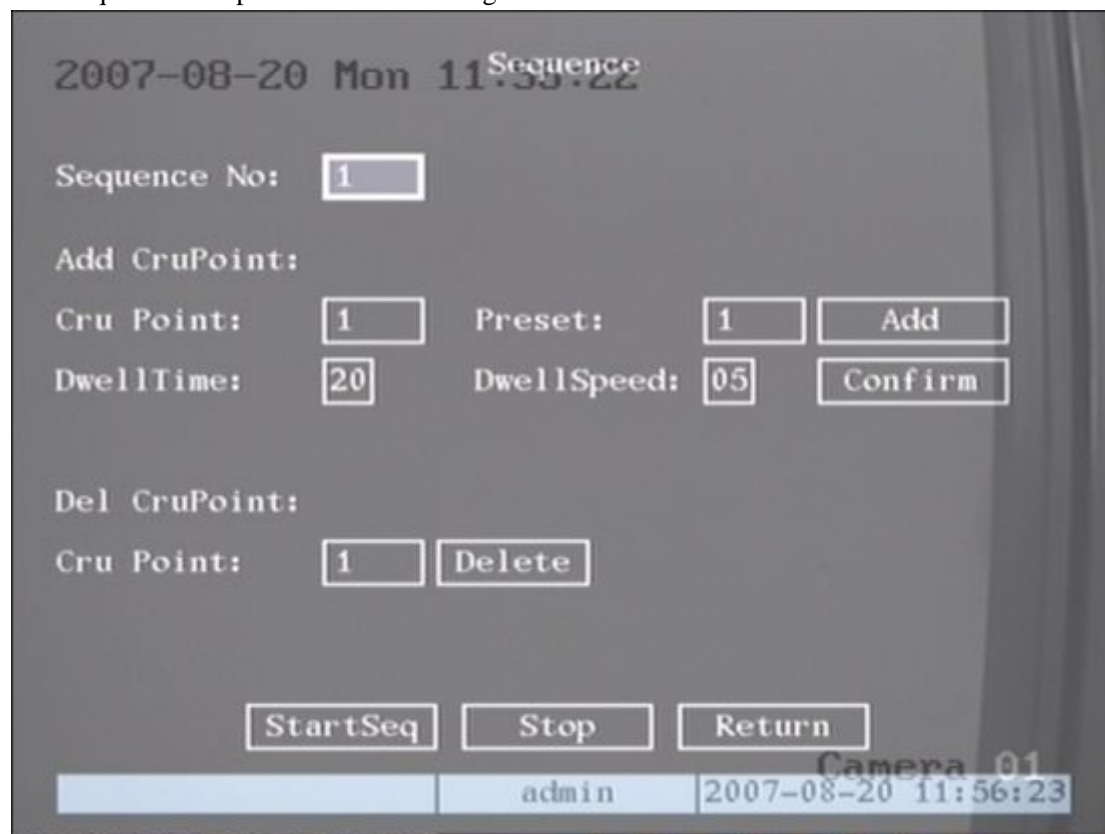 2007-08-20 Mon 11:55:22
Sequence
Sequence No: 1
Add CruPoint:
Cru Point: 1 Preset: 1 Add
DwellTime: 20 DwellSpeed: 05 Confirm
Del CruPoint:
Cru Point: 1 Delete
StartSeq Stop Return
Camera 01
admin 2007-08-20 11:56:23